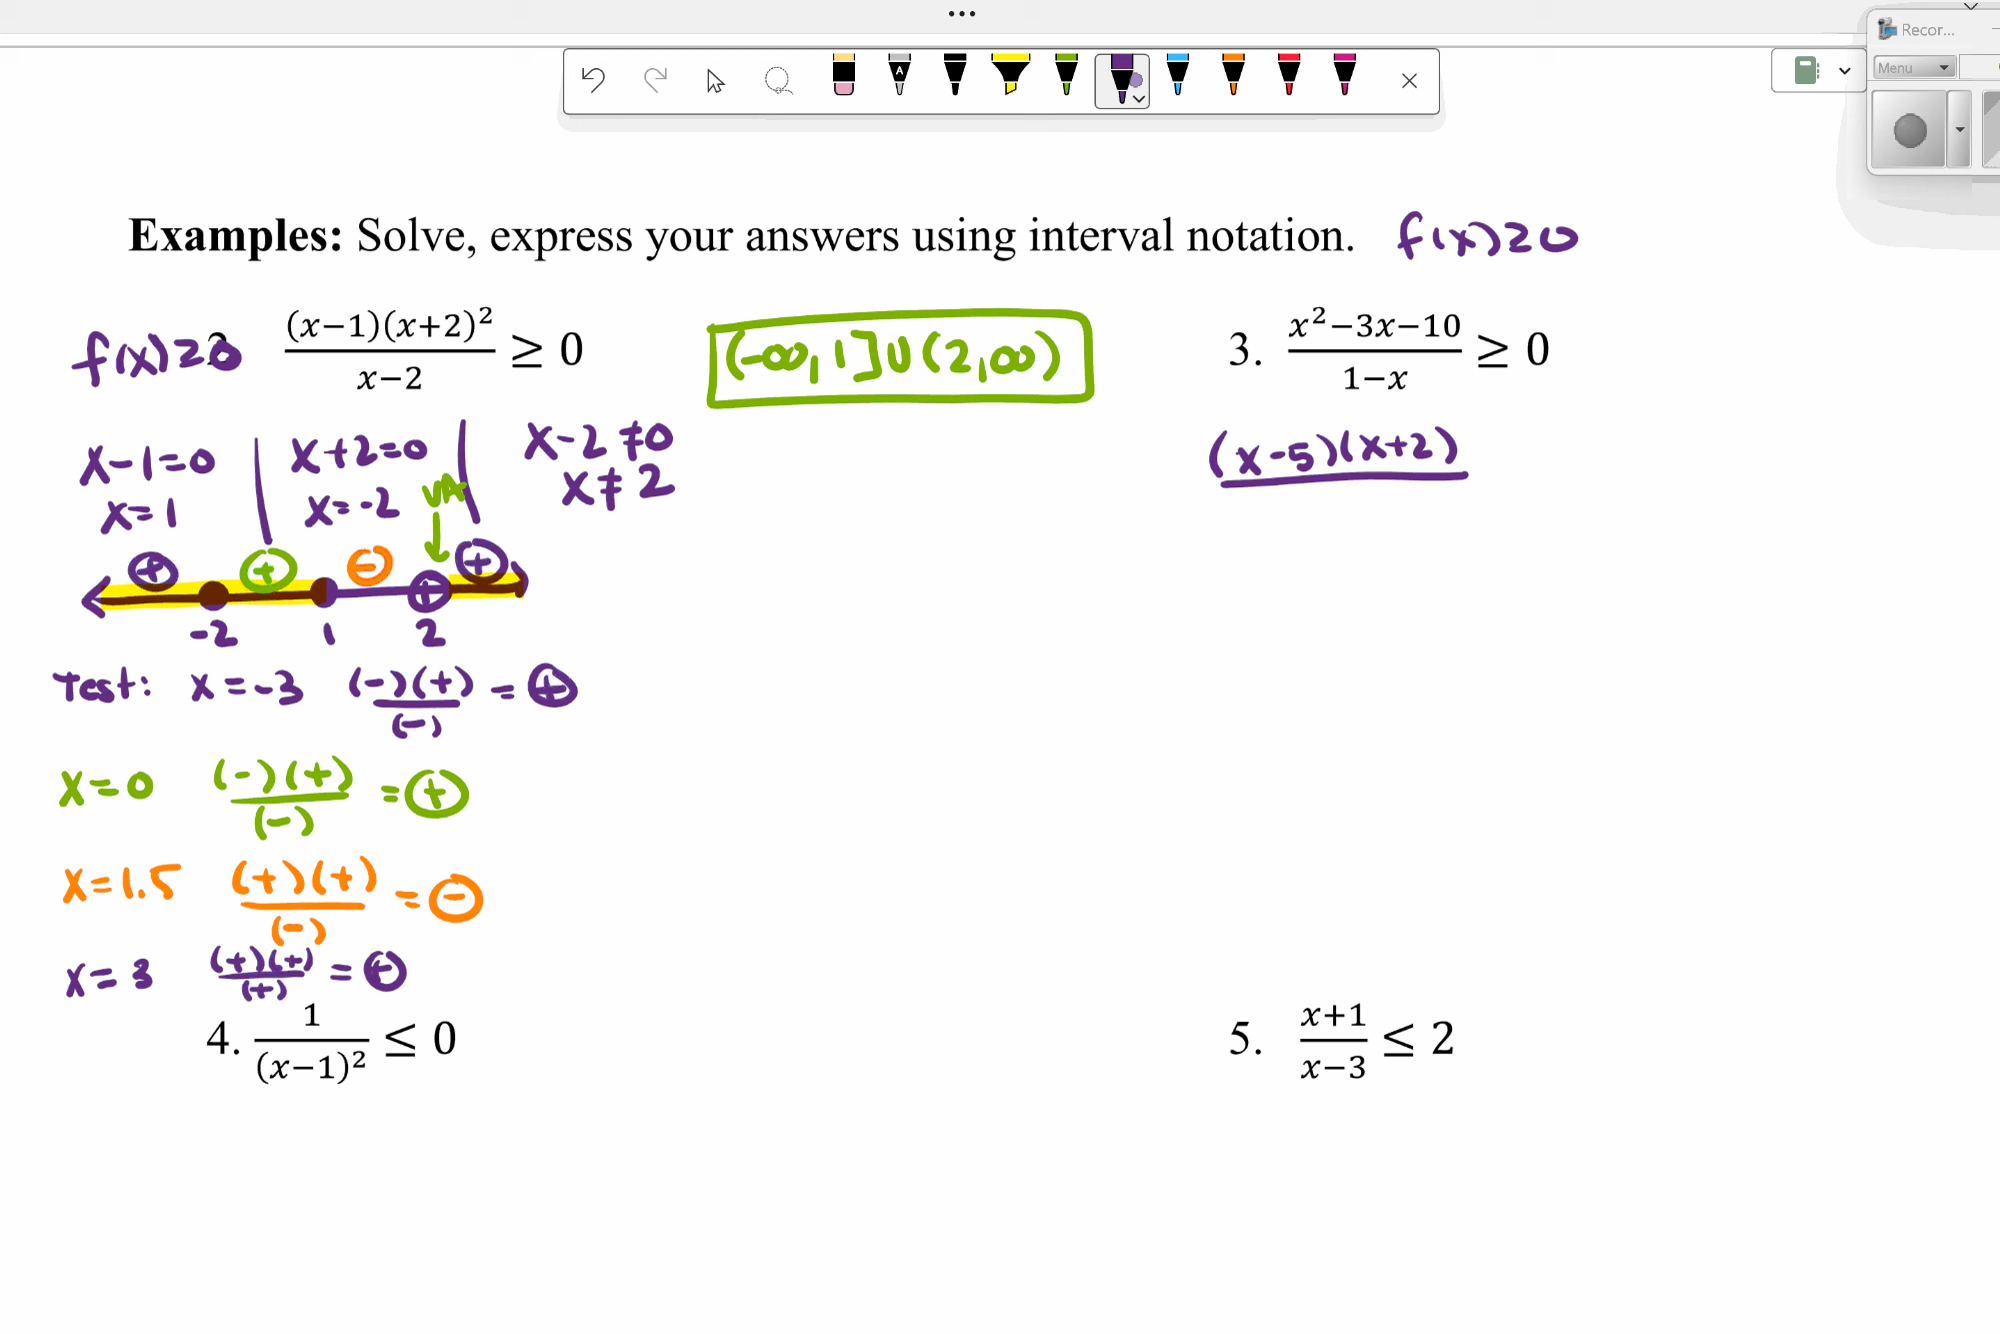 ...
Recor...
Menu
A
Examples: Solve, express your answers using interval notation. f(x)≥0
f(x)≥0 (x−1)(x+2)²/(x−2) ≥ 0
(-∞, 1]∪(2,∞)
3. (x²−3x−10)/(1−x) ≥ 0
(x-5)(x+2)
x-1=0 | x+2=0 | x-2≠0
x=1 x=-2 x≠2
VA
+ + − +
-2 1 2
Test: x=-3 (-)(+)/(-) = +
x=0 (-)(+)/(-) = +
x=1.5 (+)(+)/(-) = −
x=3 (+)(+)/(+) = +
4. 1/(x−1)² ≤ 0
5. (x+1)/(x−3) ≤ 2